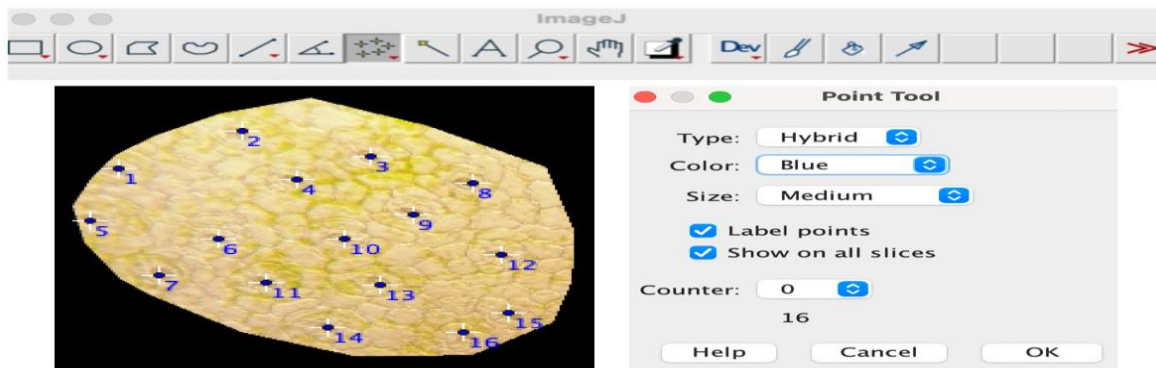 ImageJ
A Dev >>
Point Tool
Type: Hybrid
Color: Blue
Size: Medium
Label points
Show on all slices
Counter: 0
16
Help Cancel OK
2
3
1
4
8
9
5
6
10
12
7
11
13
15
14
16